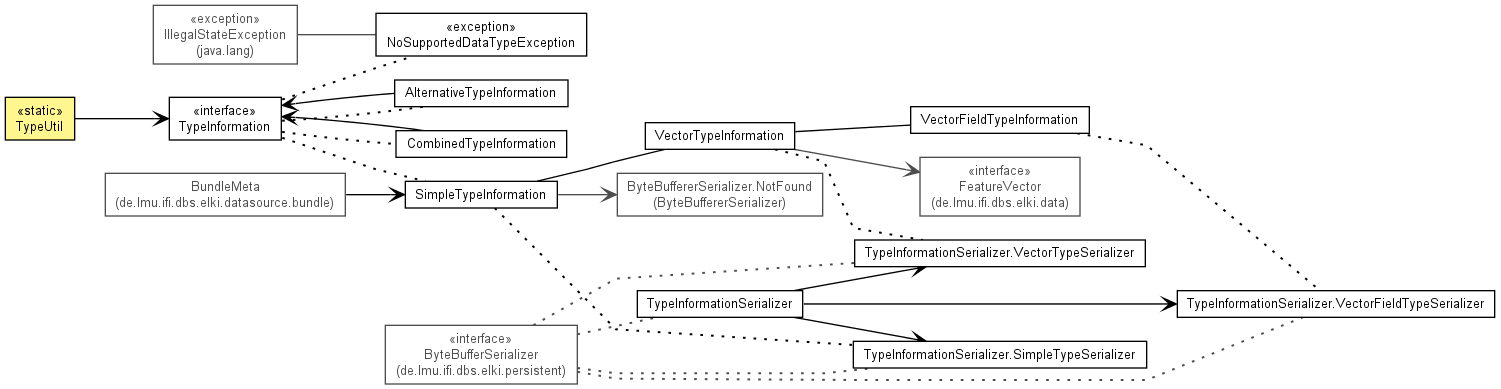 «exception»
IllegalStateException
(java.lang)
«exception»
NoSupportedDataTypeException
«static»
TypeUtil
«interface»
TypeInformation
AlternativeTypeInformation
CombinedTypeInformation
VectorTypeInformation
VectorFieldTypeInformation
BundleMeta
(de.lmu.ifi.dbs.elki.datasource.bundle)
SimpleTypeInformation
ByteBuffererSerializer.NotFound
(ByteBuffererSerializer)
«interface»
FeatureVector
(de.lmu.ifi.dbs.elki.data)
TypeInformationSerializer.VectorTypeSerializer
TypeInformationSerializer
TypeInformationSerializer.VectorFieldTypeSerializer
«interface»
ByteBufferSerializer
(de.lmu.ifi.dbs.elki.persistent)
TypeInformationSerializer.SimpleTypeSerializer